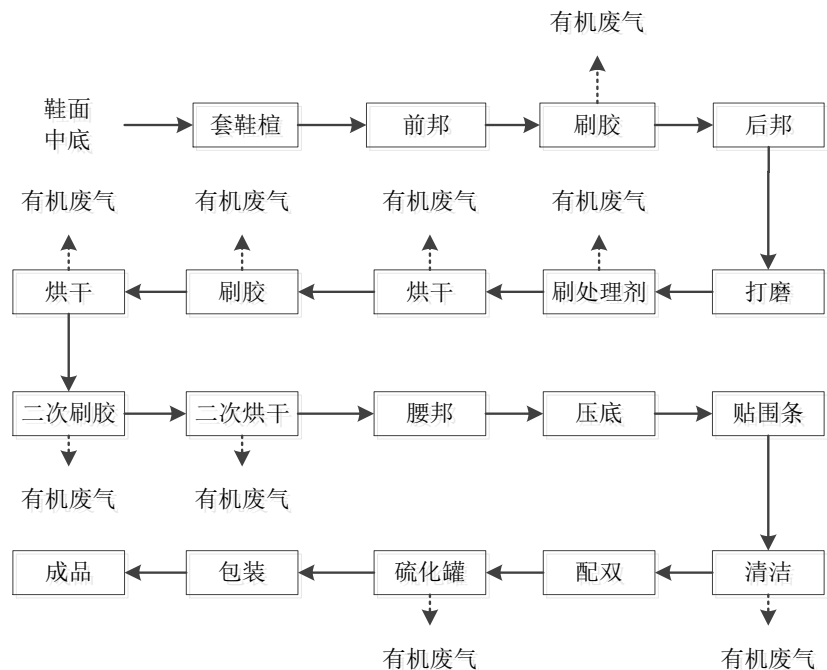 有机废气
鞋面
中底
套鞋楦
前邦
刷胶
后邦
有机废气
有机废气
有机废气
有机废气
烘干
刷胶
烘干
刷处理剂
打磨
二次刷胶
二次烘干
腰邦
压底
贴围条
有机废气
有机废气
成品
包装
硫化罐
配双
清洁
有机废气
有机废气